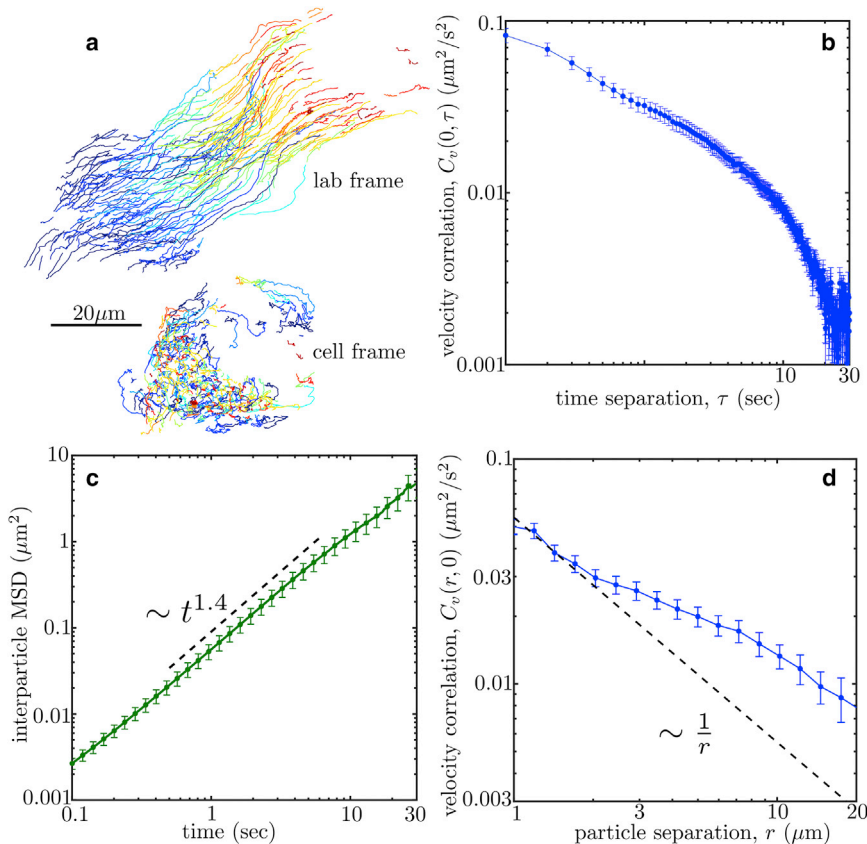 a
lab frame
20μm
cell frame
b
velocity correlation, C_v(0, τ) (μm²/s²)
0.1
0.01
0.001
10
30
time separation, τ (sec)
c
interparticle MSD (μm²)
10
1
0.1
0.01
0.001
~ t^1.4
0.1
1
10
30
time (sec)
d
velocity correlation, C_v(r, 0) (μm²/s²)
0.1
0.03
0.01
0.003
~ 1/r
1
3
10
20
particle separation, r (μm)